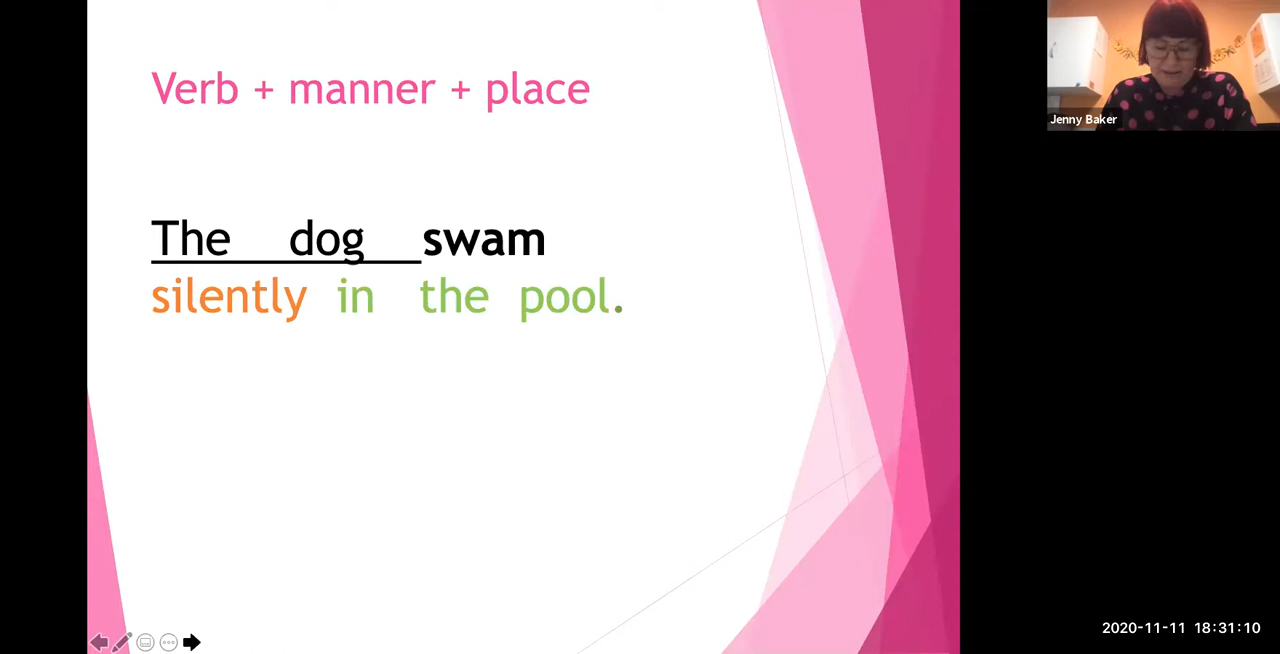 Verb + manner + place
The dog swam
silently in the pool.
Jenny Baker
2020-11-11 18:31:10